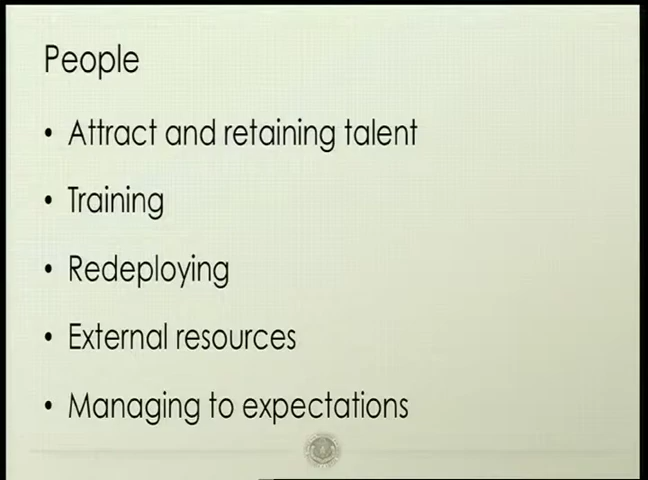 People
• Attract and retaining talent
• Training
• Redeploying
• External resources
• Managing to expectations